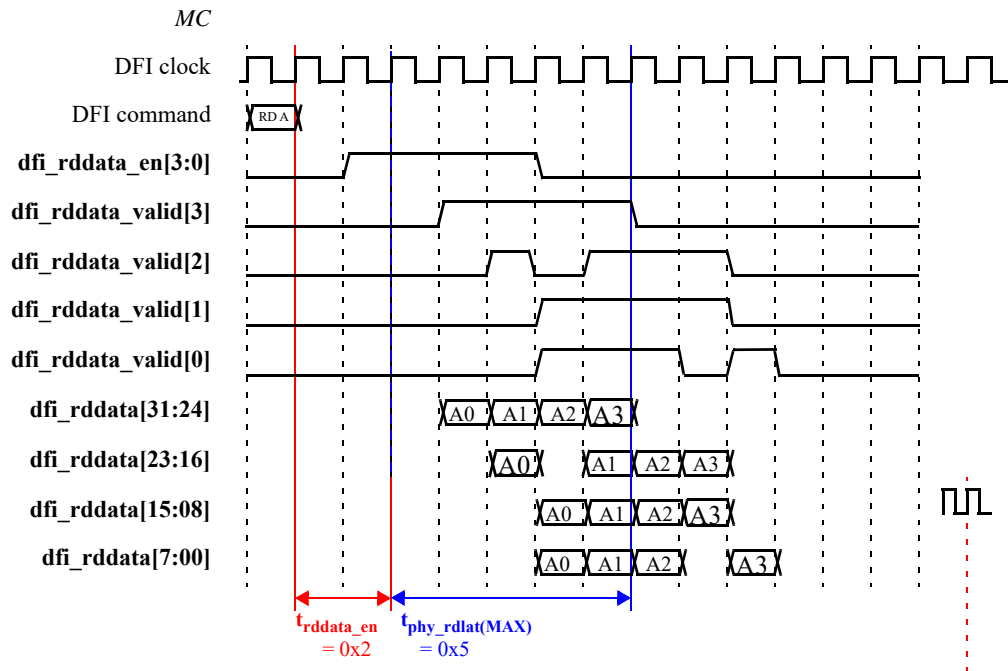 MC
DFI clock
DFI command
RD A
dfi_rddata_en[3:0]
dfi_rddata_valid[3]
dfi_rddata_valid[2]
dfi_rddata_valid[1]
dfi_rddata_valid[0]
dfi_rddata[31:24] A0 A1 A2 A3
dfi_rddata[23:16] A0 A1 A2 A3
dfi_rddata[15:08] A0 A1 A2 A3
dfi_rddata[7:00] A0 A1 A2 A3
trddata_en tphy_rdlat(MAX)
= 0x2 = 0x5